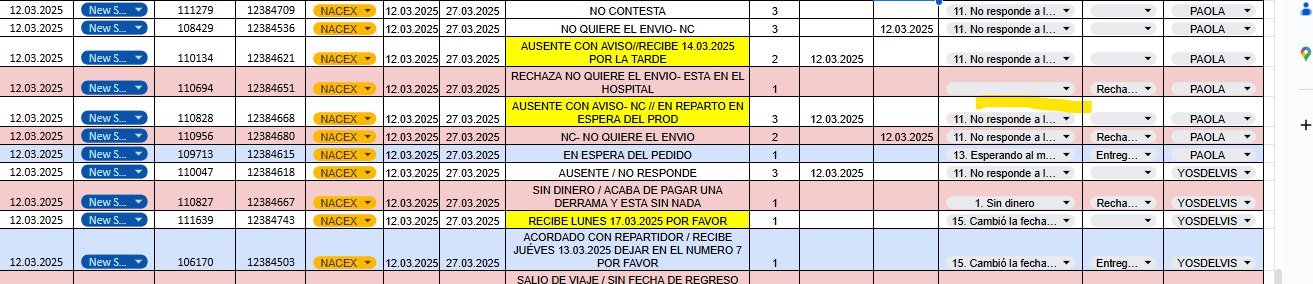 12.03.2025 New S... 111279 12384709 NACEX 12.03.2025 27.03.2025 NO CONTESTA 3 11. No responde a l... PAOLA
12.03.2025 New S... 108429 12384536 NACEX 12.03.2025 27.03.2025 NO QUIERE EL ENVIO- NC 3 12.03.2025 11. No responde a l... PAOLA
AUSENTE CON AVISO//RECIBE 14.03.2025
12.03.2025 New S... 110134 12384621 NACEX 12.03.2025 27.03.2025 POR LA TARDE 2 12.03.2025 11. No responde a l... PAOLA
RECHAZA NO QUIERE EL ENVIO- ESTA EN EL
12.03.2025 New S... 110694 12384651 NACEX 12.03.2025 27.03.2025 HOSPITAL 1 Recha... PAOLA
AUSENTE CON AVISO- NC // EN REPARTO EN
12.03.2025 New S... 110828 12384668 NACEX 12.03.2025 27.03.2025 ESPERA DEL PROD 3 12.03.2025 11. No responde a l... PAOLA
12.03.2025 New S... 110956 12384680 NACEX 12.03.2025 27.03.2025 NC- NO QUIERE EL ENVIO 2 12.03.2025 11. No responde a l... Recha... PAOLA
12.03.2025 New S... 109713 12384615 NACEX 12.03.2025 27.03.2025 EN ESPERA DEL PEDIDO 1 13. Esperando al m... Entreg... PAOLA
12.03.2025 New S... 110047 12384618 NACEX 12.03.2025 27.03.2025 AUSENTE / NO RESPONDE 3 12.03.2025 11. No responde a l... YOSDELVIS
SIN DINERO / ACABA DE PAGAR UNA
12.03.2025 New S... 110827 12384667 NACEX 12.03.2025 27.03.2025 DERRAMA Y ESTA SIN NADA 1 1. Sin dinero Recha... YOSDELVIS
12.03.2025 New S... 111639 12384743 NACEX 12.03.2025 27.03.2025 RECIBE LUNES 17.03.2025 POR FAVOR 1 15. Cambió la fecha... YOSDELVIS
ACORDADO CON REPARTIDOR / RECIBE
JUÉVES 13.03.2025 DEJAR EN EL NUMERO 7
12.03.2025 New S... 106170 12384503 NACEX 12.03.2025 27.03.2025 POR FAVOR 1 15. Cambió la fecha... Entreg... YOSDELVIS
SALIO DE VIAJE / SIN FECHA DE REGRESO